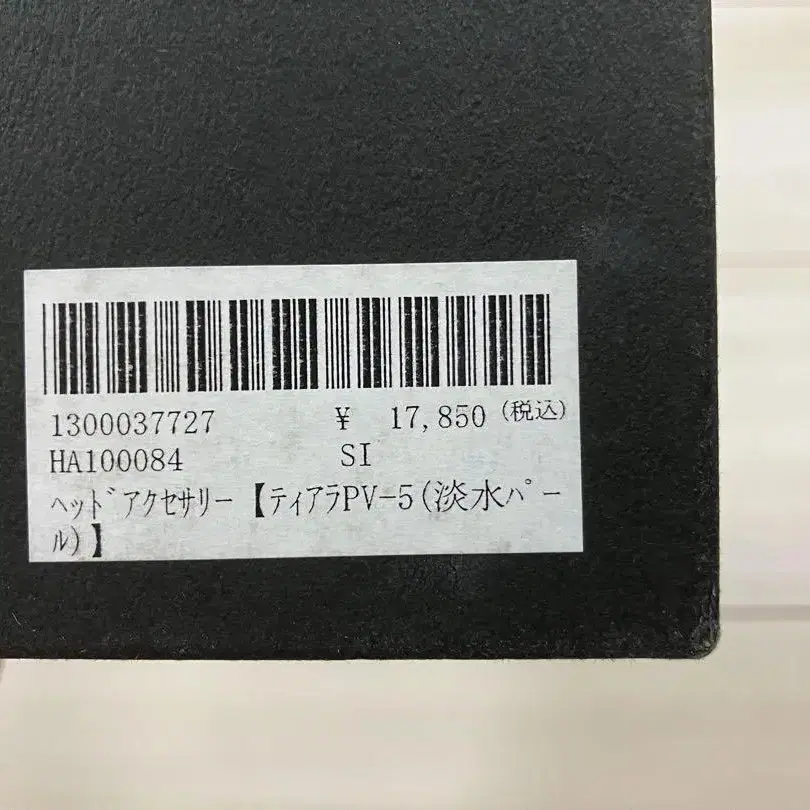 1300037727 ¥ 17,850 (税込)
HA100084 SI
ﾍｯﾄﾞｱｸｾｻﾘｰ【ﾃｨｱﾗPV-5(淡水ﾊﾟｰ
ﾙ)】